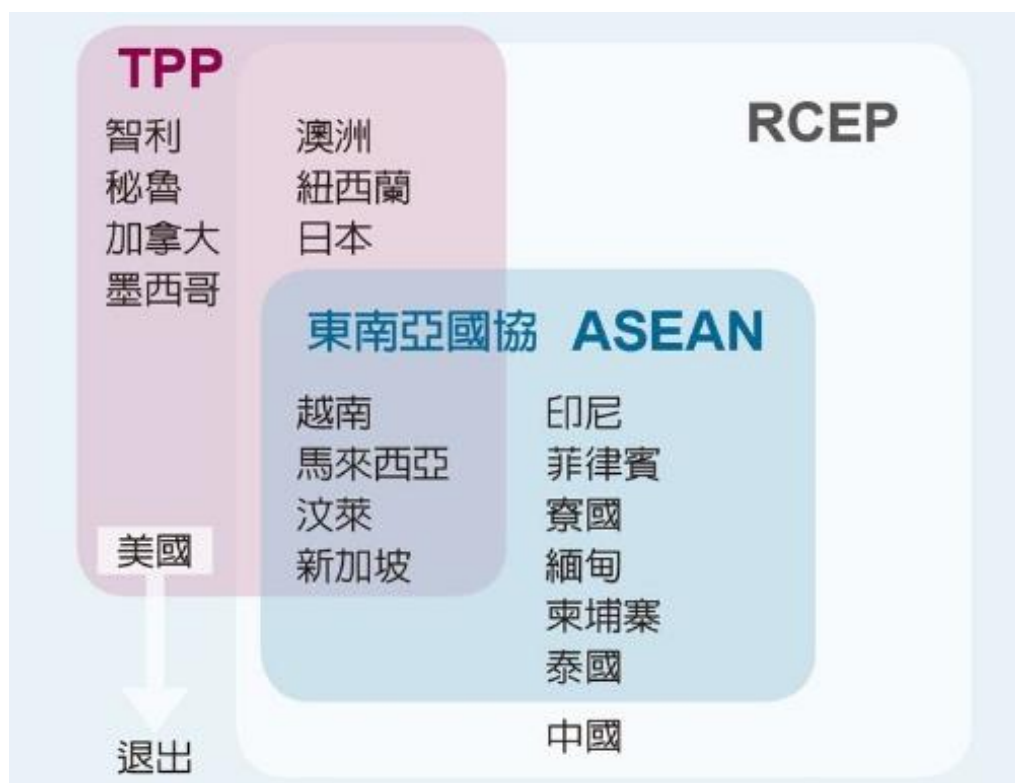 TPP
智利
秘魯
加拿大
墨西哥
美國
退出
澳洲
紐西蘭
日本
RCEP
東南亞國協 ASEAN
越南
馬來西亞
汶萊
新加坡
印尼
菲律賓
寮國
緬甸
柬埔寨
泰國
中國